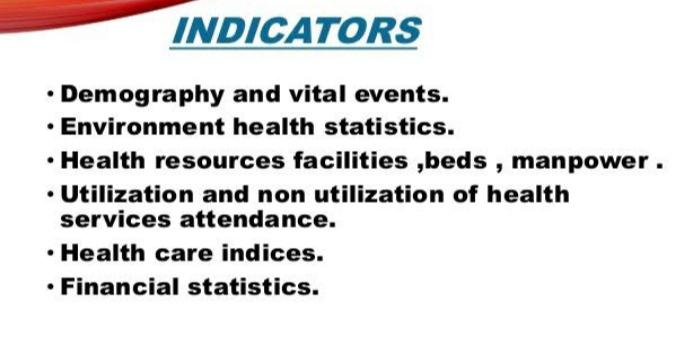 INDICATORS
• Demography and vital events.
• Environment health statistics.
• Health resources facilities ,beds , manpower .
• Utilization and non utilization of health
services attendance.
• Health care indices.
• Financial statistics.